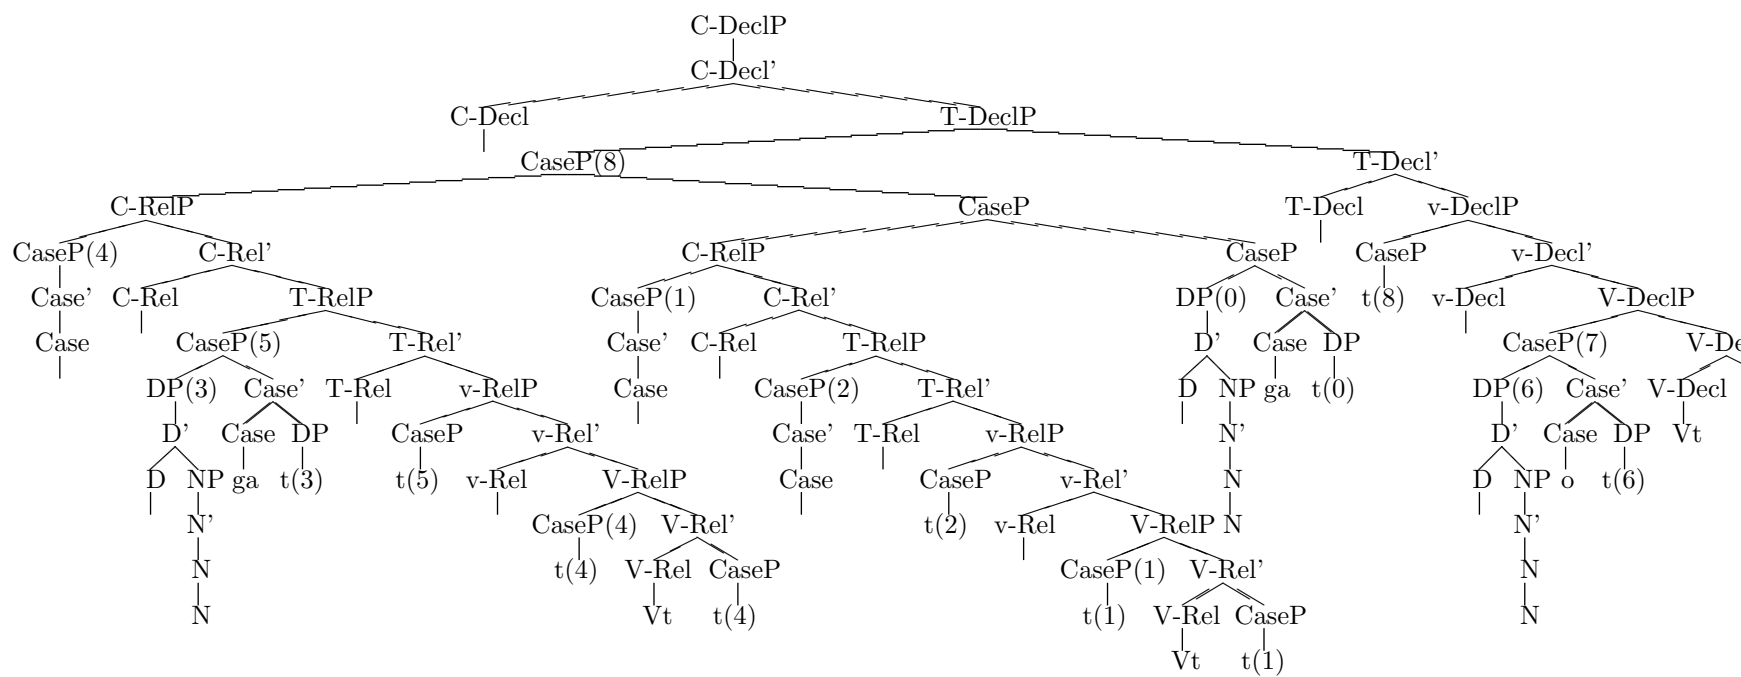 C-DeclP
C-Decl’
C-Decl T-DeclP
CaseP(8) T-Decl’
C-RelP CaseP T-Decl v-DeclP
CaseP(4) C-Rel’ C-RelP CaseP CaseP v-Decl’
Case’ C-Rel T-RelP CaseP(1) C-Rel’ DP(0) Case’ t(8) v-Decl V-DeclP
Case CaseP(5) T-Rel’ Case’ C-Rel T-RelP D’ Case DP CaseP(7) V-De
DP(3) Case’ T-Rel v-RelP Case CaseP(2) T-Rel’ D NP ga t(0) DP(6) Case’ V-Decl
D’ Case DP CaseP v-Rel’ Case’ T-Rel v-RelP N’ D’ Case DP Vt
D NP ga t(3) t(5) v-Rel V-RelP Case CaseP v-Rel’ N D NP o t(6)
N’ CaseP(4) V-Rel’ t(2) v-Rel V-RelP N N’
N t(4) V-Rel CaseP CaseP(1) V-Rel’ N
N Vt t(4) t(1) V-Rel CaseP N
Vt t(1)